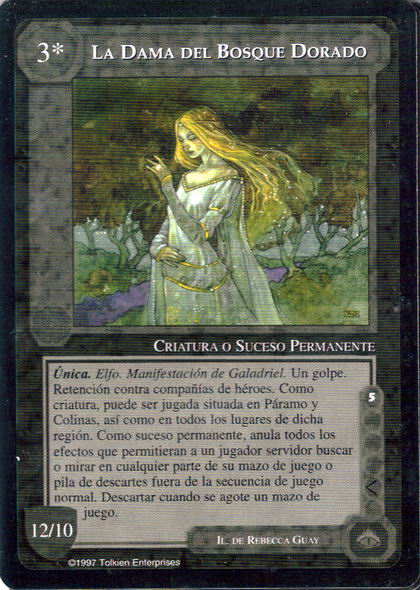 3*
LA DAMA DEL BOSQUE DORADO
CRIATURA O SUCESO PERMANENTE
Única. Elfo. Manifestación de Galadriel. Un golpe.
Retención contra compañías de héroes. Como
criatura, puede ser jugada situada en Páramo y
Colinas, así como en todos los lugares de dicha
región. Como suceso permanente, anula todos los
efectos que permitieran a un jugador servidor buscar
o mirar en cualquier parte de su mazo de juego o
pila de descartes fuera de la secuencia de juego
normal. Descartar cuando se agote un mazo de
juego.
5
12/10
IL. DE REBECCA GUAY
©1997 Tolkien Enterprises